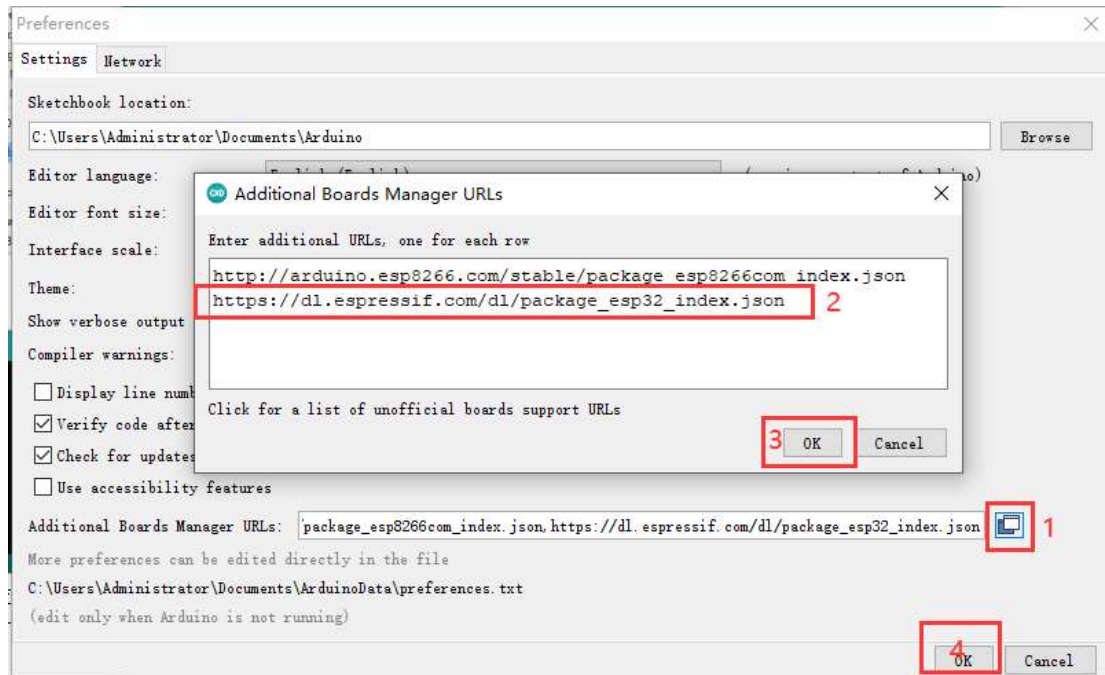 Preferences
Settings Network
Sketchbook location:
C:\Users\Administrator\Documents\Arduino Browse
Editor language:
Additional Boards Manager URLs
Editor font size:
Enter additional URLs, one for each row
Interface scale:
http://arduino.esp8266.com/stable/package_esp8266com_index.json
Theme:
https://dl.espressif.com/dl/package_esp32_index.json 2
Show verbose output
Compiler warnings:
Display line numb
Click for a list of unofficial boards support URLs
Verify code after
3 OK Cancel
Check for updates
Use accessibility features
Additional Boards Manager URLs: package_esp8266com_index.json,https://dl.espressif.com/dl/package_esp32_index.json 1
More preferences can be edited directly in the file
C:\Users\Administrator\Documents\ArduinoData\preferences.txt
(edit only when Arduino is not running)
4 OK Cancel